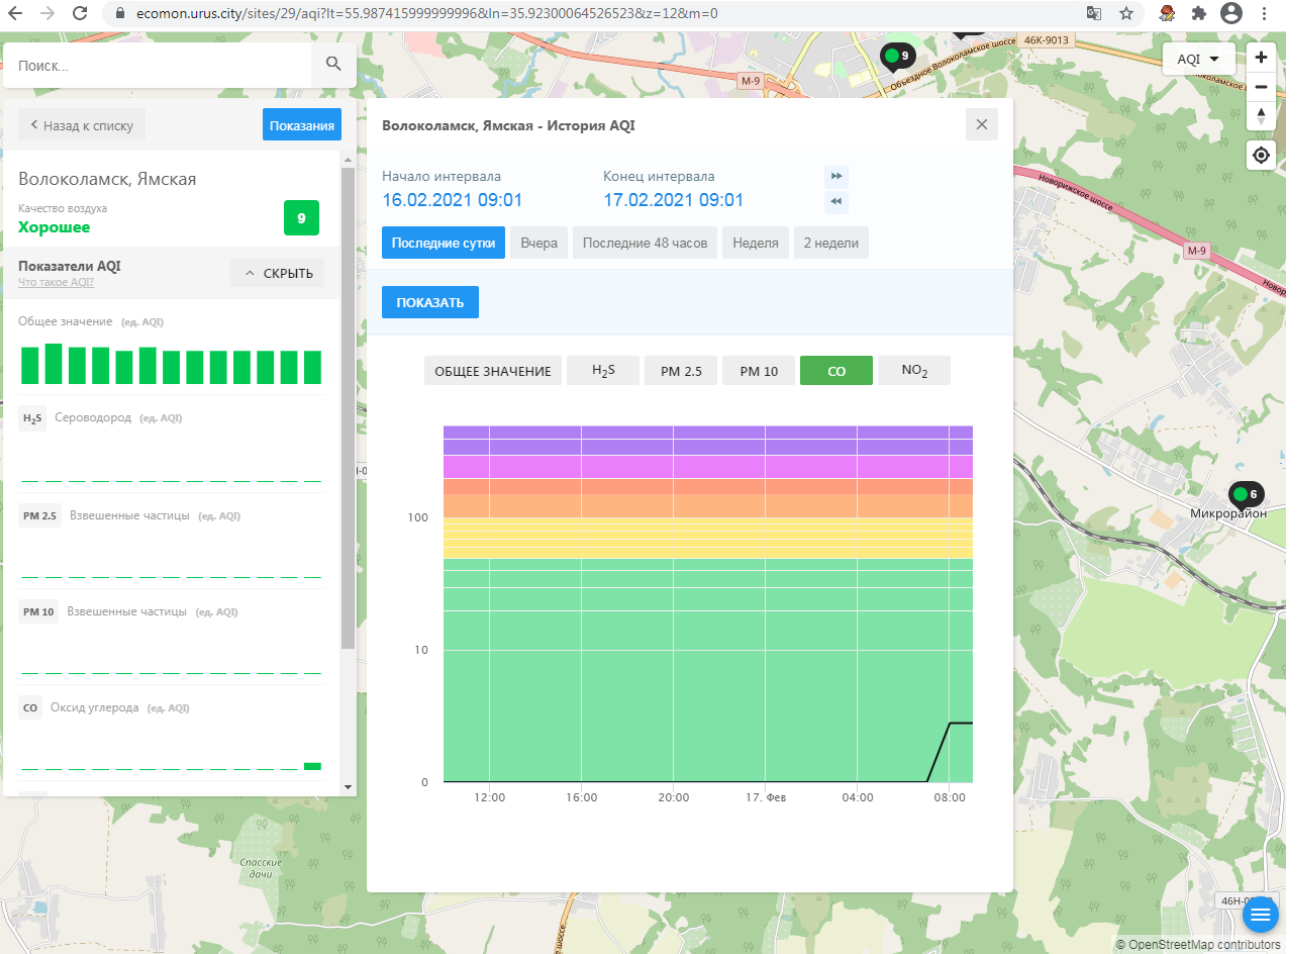 ecomon.urus.city/sites/29/aqi?lt=55.987415999999996&ln=35.92300064526523&z=12&m=0
46K-9013
Поиск...
9
Объездное Волоколамское шоссе
AQI
M-9
Назад к списку
Показания
Волоколамск, Ямская - История AQI
Волоколамск, Ямская
Качество воздуха
Хорошее
9
Начало интервала
Конец интервала
16.02.2021 09:01
17.02.2021 09:01
Новорижское шоссе
Последние сутки
Вчера
Последние 48 часов
Неделя
2 недели
M-9
Показатели AQI
Что такое AQI?
СКРЫТЬ
ПОКАЗАТЬ
Общее значение (ед. AQI)
ОБЩЕЕ ЗНАЧЕНИЕ
H2S
PM 2.5
PM 10
CO
NO2
H2S Сероводород (ед. AQI)
6
Микрорайон
PM 2.5 Взвешенные частицы (ед. AQI)
100
PM 10 Взвешенные частицы (ед. AQI)
10
CO Оксид углерода (ед. AQI)
0
12:00
16:00
20:00
17. Фев
04:00
08:00
Спасские
дачи
© OpenStreetMap contributors